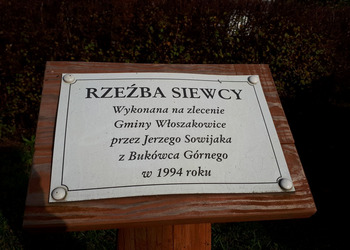 RZEŹBA SIEWCY
Wykonana na zlecenie
Gminy Włoszakowice
przez Jerzego Sowijaka
z Bukówca Górnego
w 1994 roku